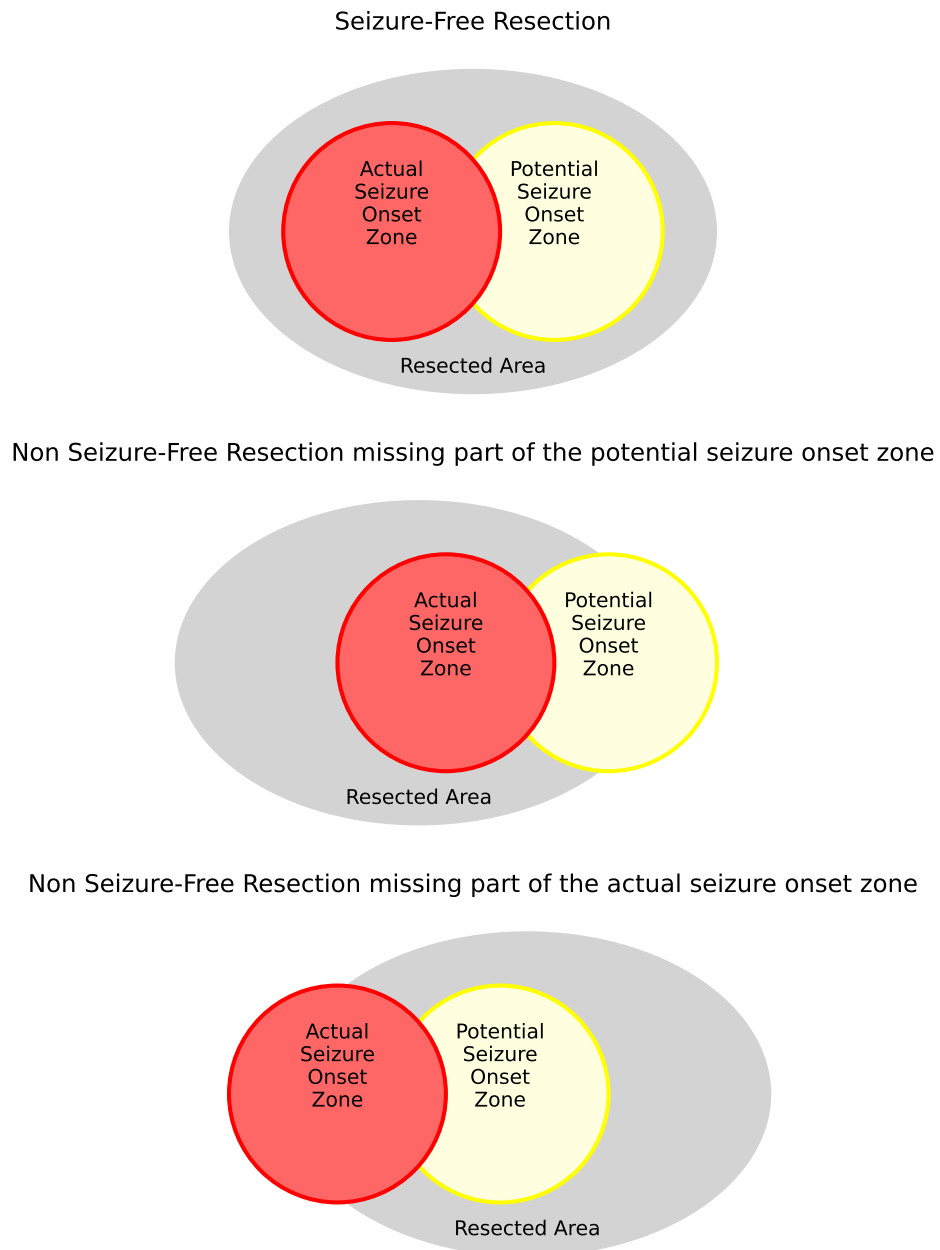 Seizure-Free Resection
Actual
Seizure
Onset
Zone
Potential
Seizure
Onset
Zone
Resected Area
Non Seizure-Free Resection missing part of the potential seizure onset zone
Actual
Seizure
Onset
Zone
Potential
Seizure
Onset
Zone
Resected Area
Non Seizure-Free Resection missing part of the actual seizure onset zone
Actual
Seizure
Onset
Zone
Potential
Seizure
Onset
Zone
Resected Area